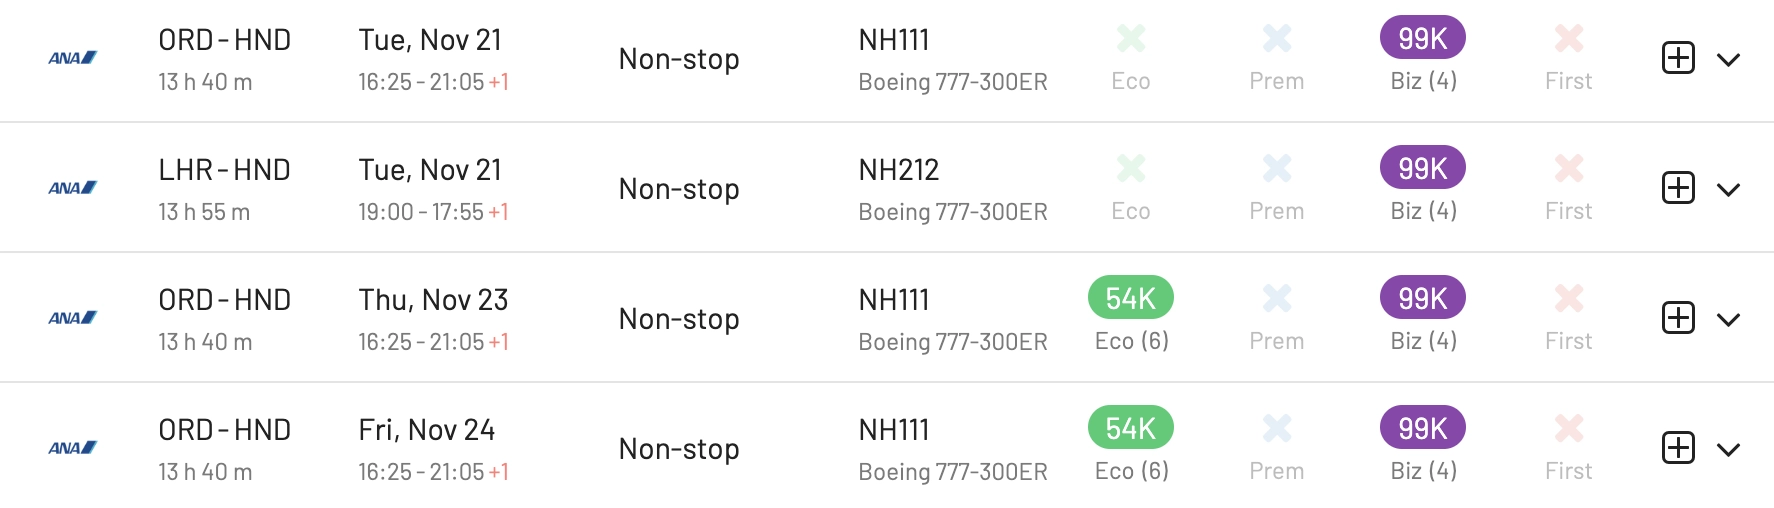 ORD - HND Tue, Nov 21 NH111 99K
ANA Non-stop
13 h 40 m 16:25 - 21:05 +1 Boeing 777-300ER Eco Prem Biz (4) First
LHR - HND Tue, Nov 21 NH212 99K
ANA Non-stop
13 h 55 m 19:00 - 17:55 +1 Boeing 777-300ER Eco Prem Biz (4) First
ORD - HND Thu, Nov 23 NH111 54K 99K
ANA Non-stop
13 h 40 m 16:25 - 21:05 +1 Boeing 777-300ER Eco (6) Prem Biz (4) First
ORD - HND Fri, Nov 24 NH111 54K 99K
ANA Non-stop
13 h 40 m 16:25 - 21:05 +1 Boeing 777-300ER Eco (6) Prem Biz (4) First